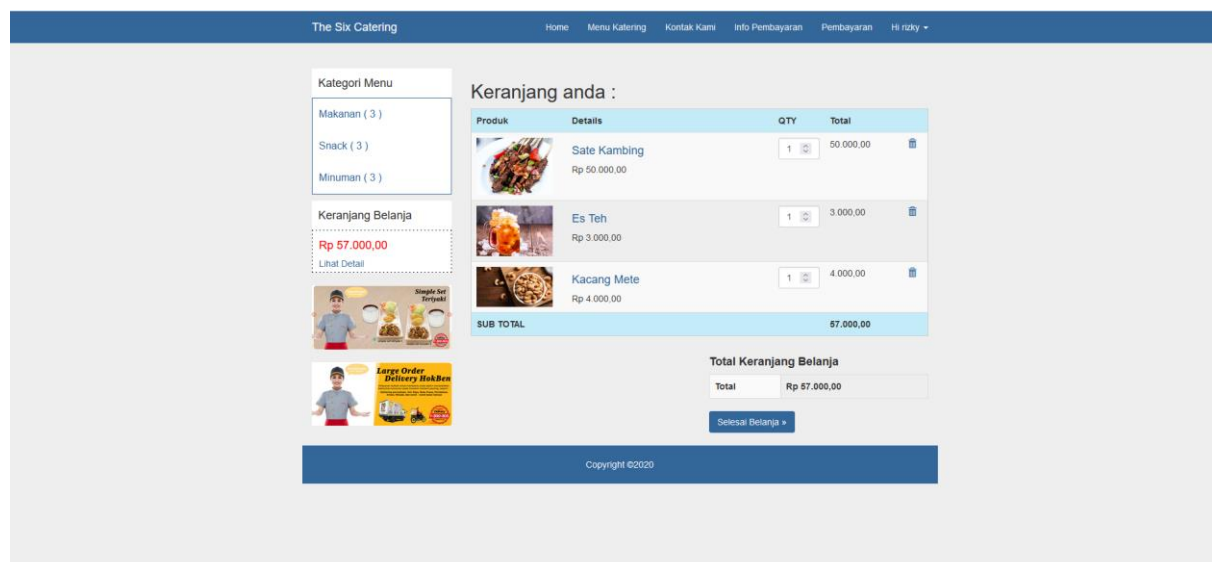 The Six Catering
Home Menu Katering Kontak Kami Info Pembayaran Pembayaran Hi rizky
Kategori Menu
Makanan ( 3 )
Snack ( 3 )
Minuman ( 3 )
Keranjang Belanja
Rp 57.000,00
Lihat Detail
Simple Set
Teriyaki
Large Order
Delivery HokBen
Keranjang anda :
Produk Details QTY Total
Sate Kambing 1 50.000,00
Rp 50.000,00
Es Teh 1 3.000,00
Rp 3.000,00
Kacang Mete 1 4.000,00
Rp 4.000,00
SUB TOTAL 57.000,00
Total Keranjang Belanja
Total Rp 57.000,00
Selesai Belanja »
Copyright ©2020